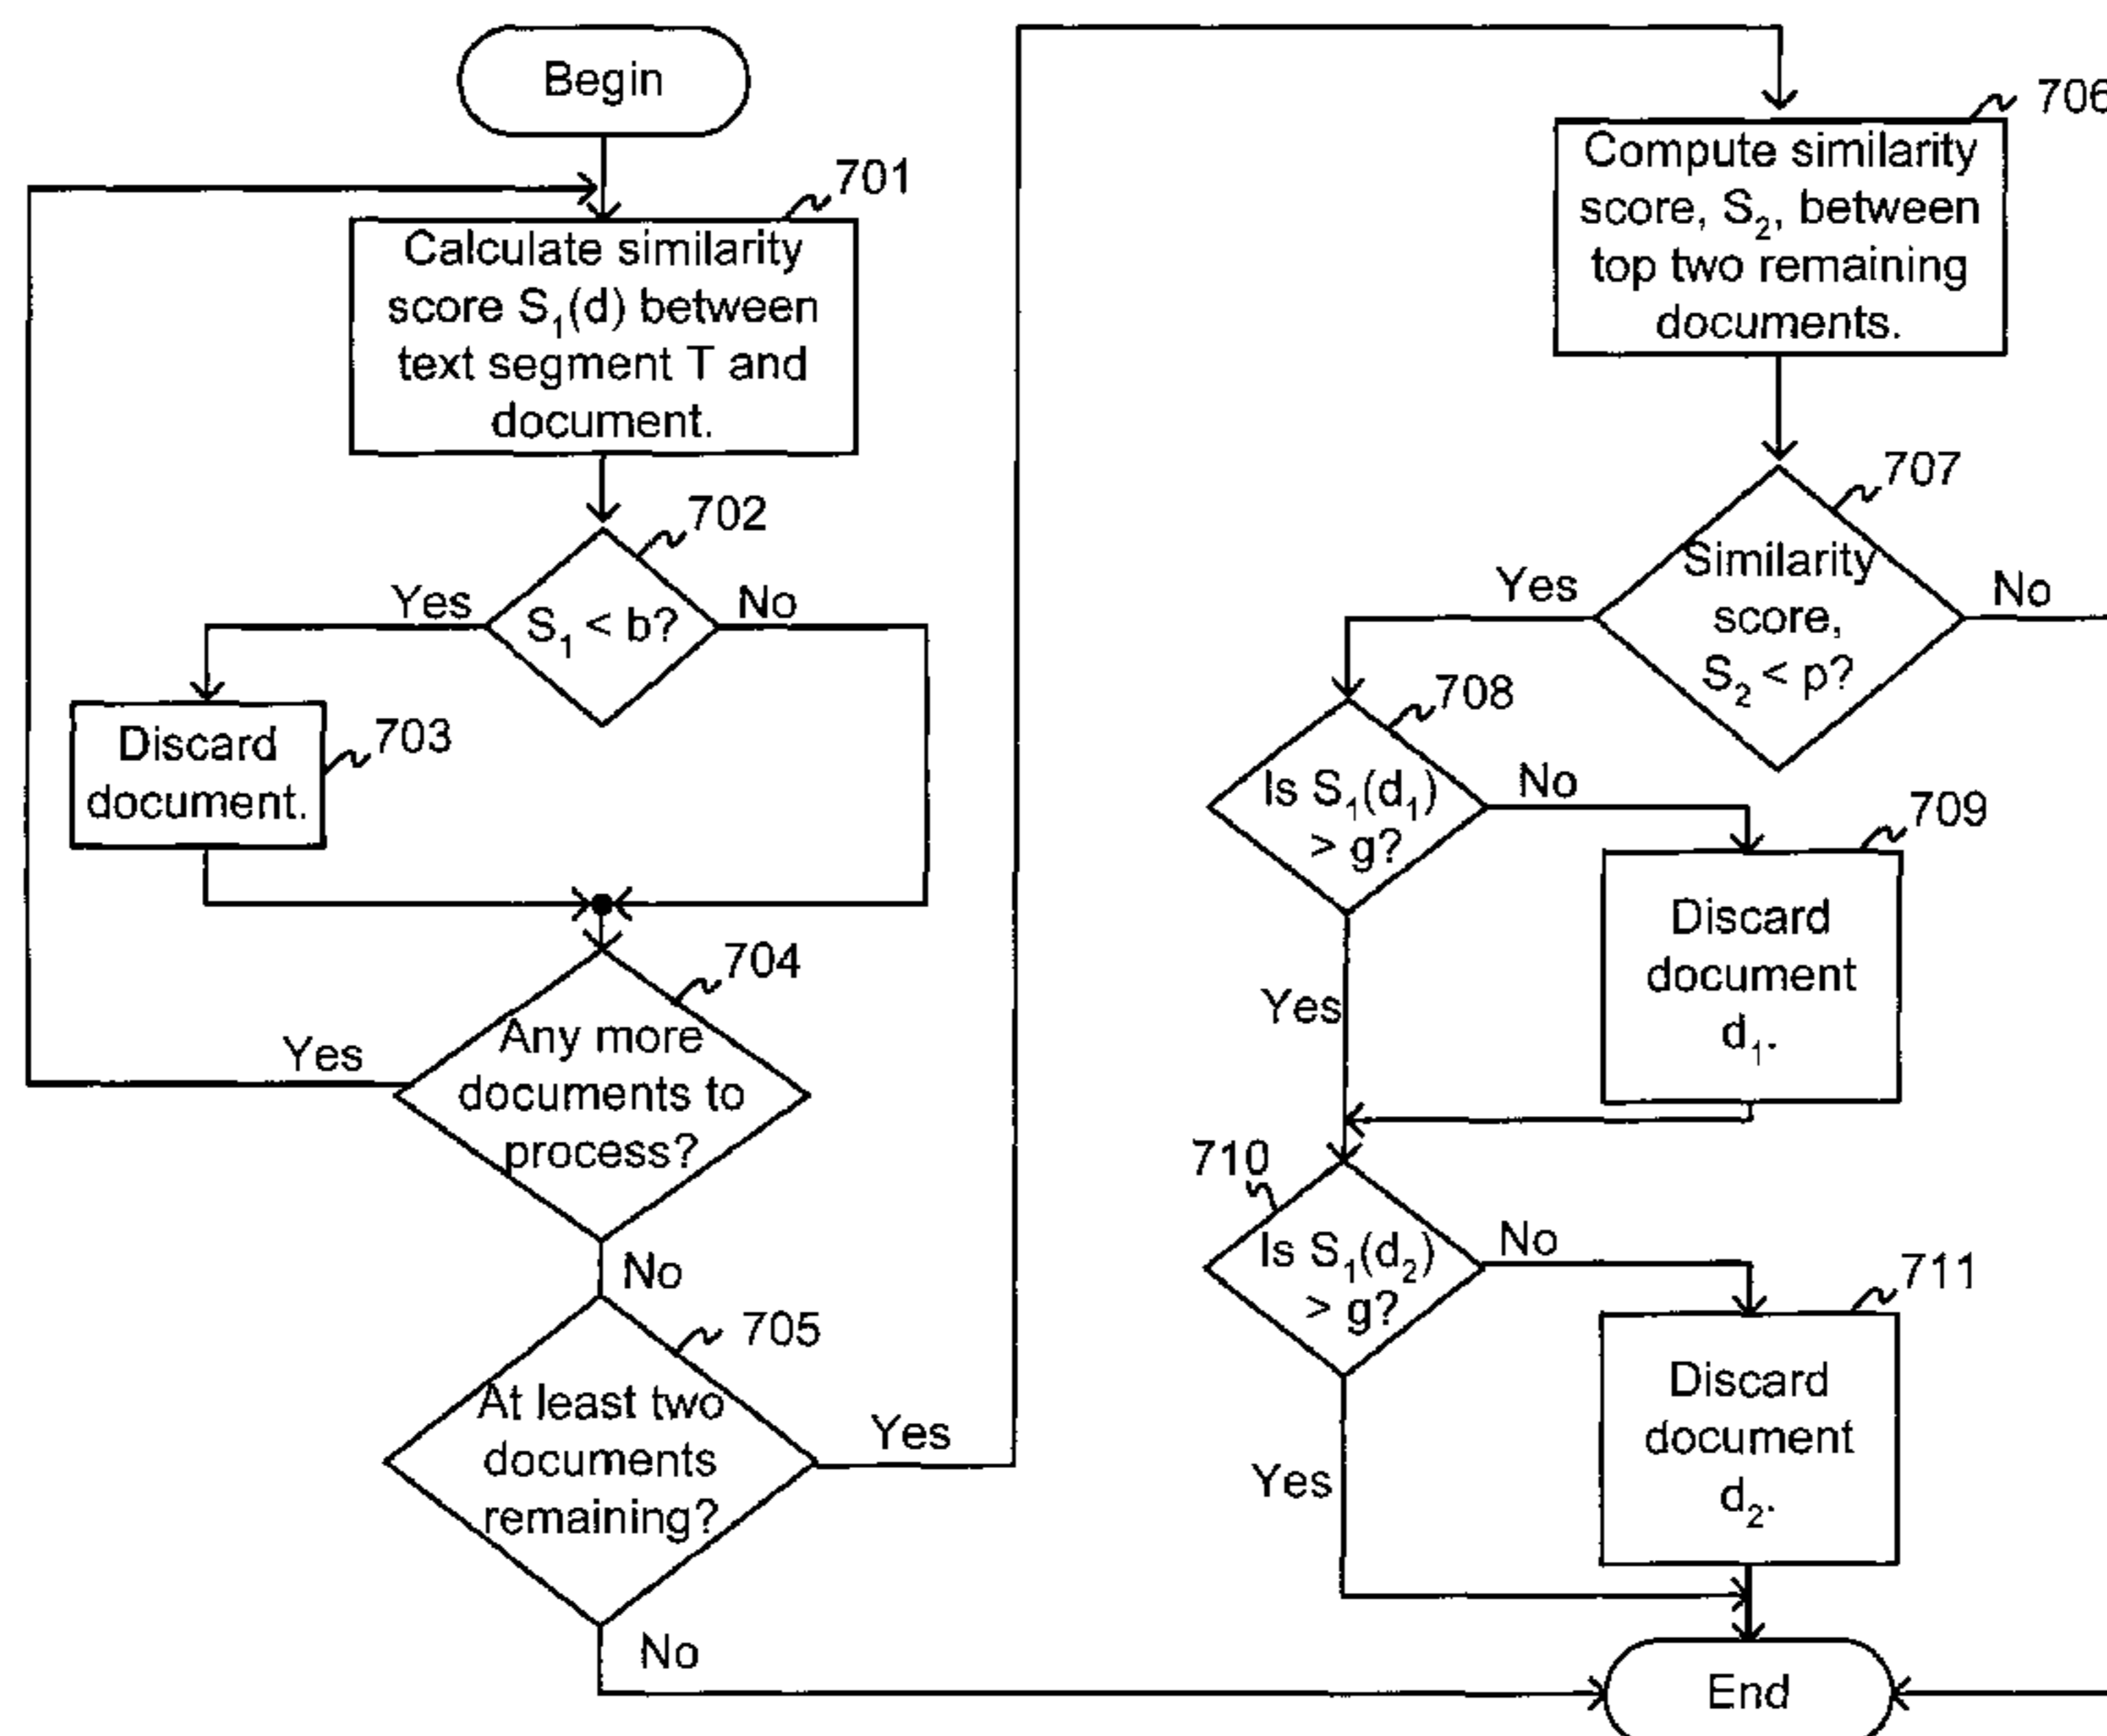 Begin
701
Calculate similarity
score S₁(d) between
text segment T and
document.
702
Yes
S₁ < b?
No
703
Discard
document.
704
Yes
Any more
documents to
process?
No
705
At least two
documents
remaining?
Yes
No
706
Compute similarity
score, S₂, between
top two remaining
documents.
707
Yes
Similarity
score,
S₂ < p?
No
708
Is S₁(d₁)
> g?
No
Yes
709
Discard
document
d₁.
710
Is S₁(d₂)
> g?
No
Yes
711
Discard
document
d₂.
End